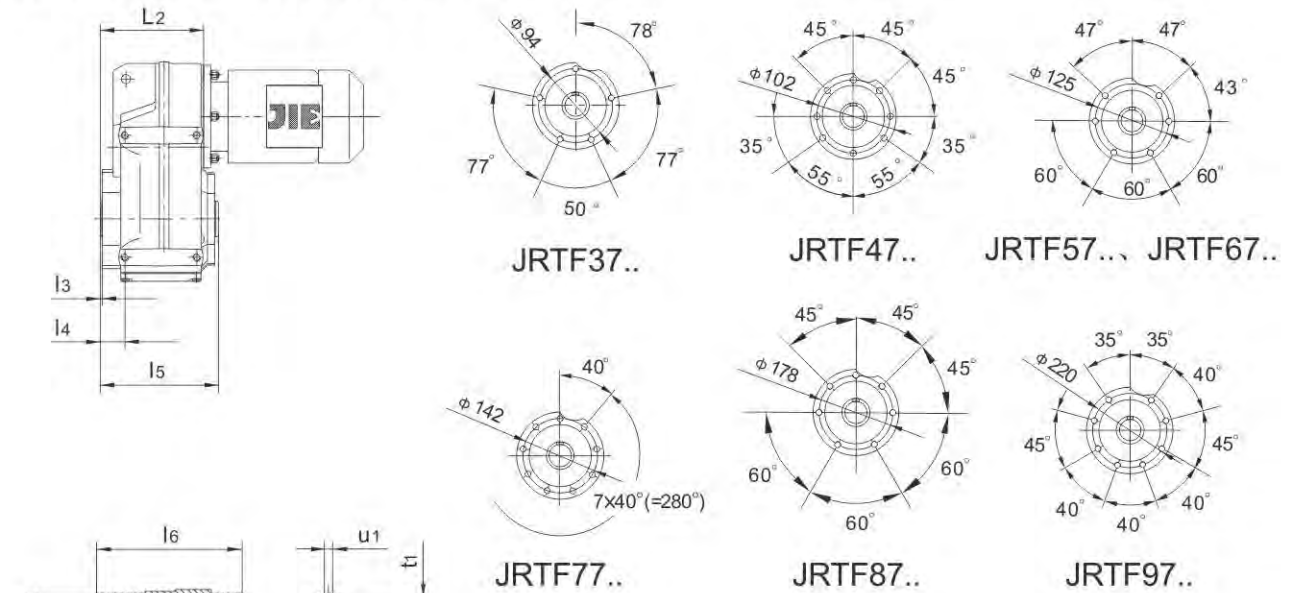 L2
JIE
l3
l4
l5
φ94
78°
77°
77°
50°
JRTF37..
45°
45°
φ102
45°
35°
35°
55°
55°
JRTF47..
47°
47°
φ125
43°
60°
60°
60°
JRTF57..、JRTF67..
40°
φ142
7X40°(=280°)
JRTF77..
45°
45°
φ178
45°
60°
60°
60°
JRTF87..
35°
35°
φ220
40°
45°
45°
40°
40°
40°
JRTF97..
l6
u1
t1